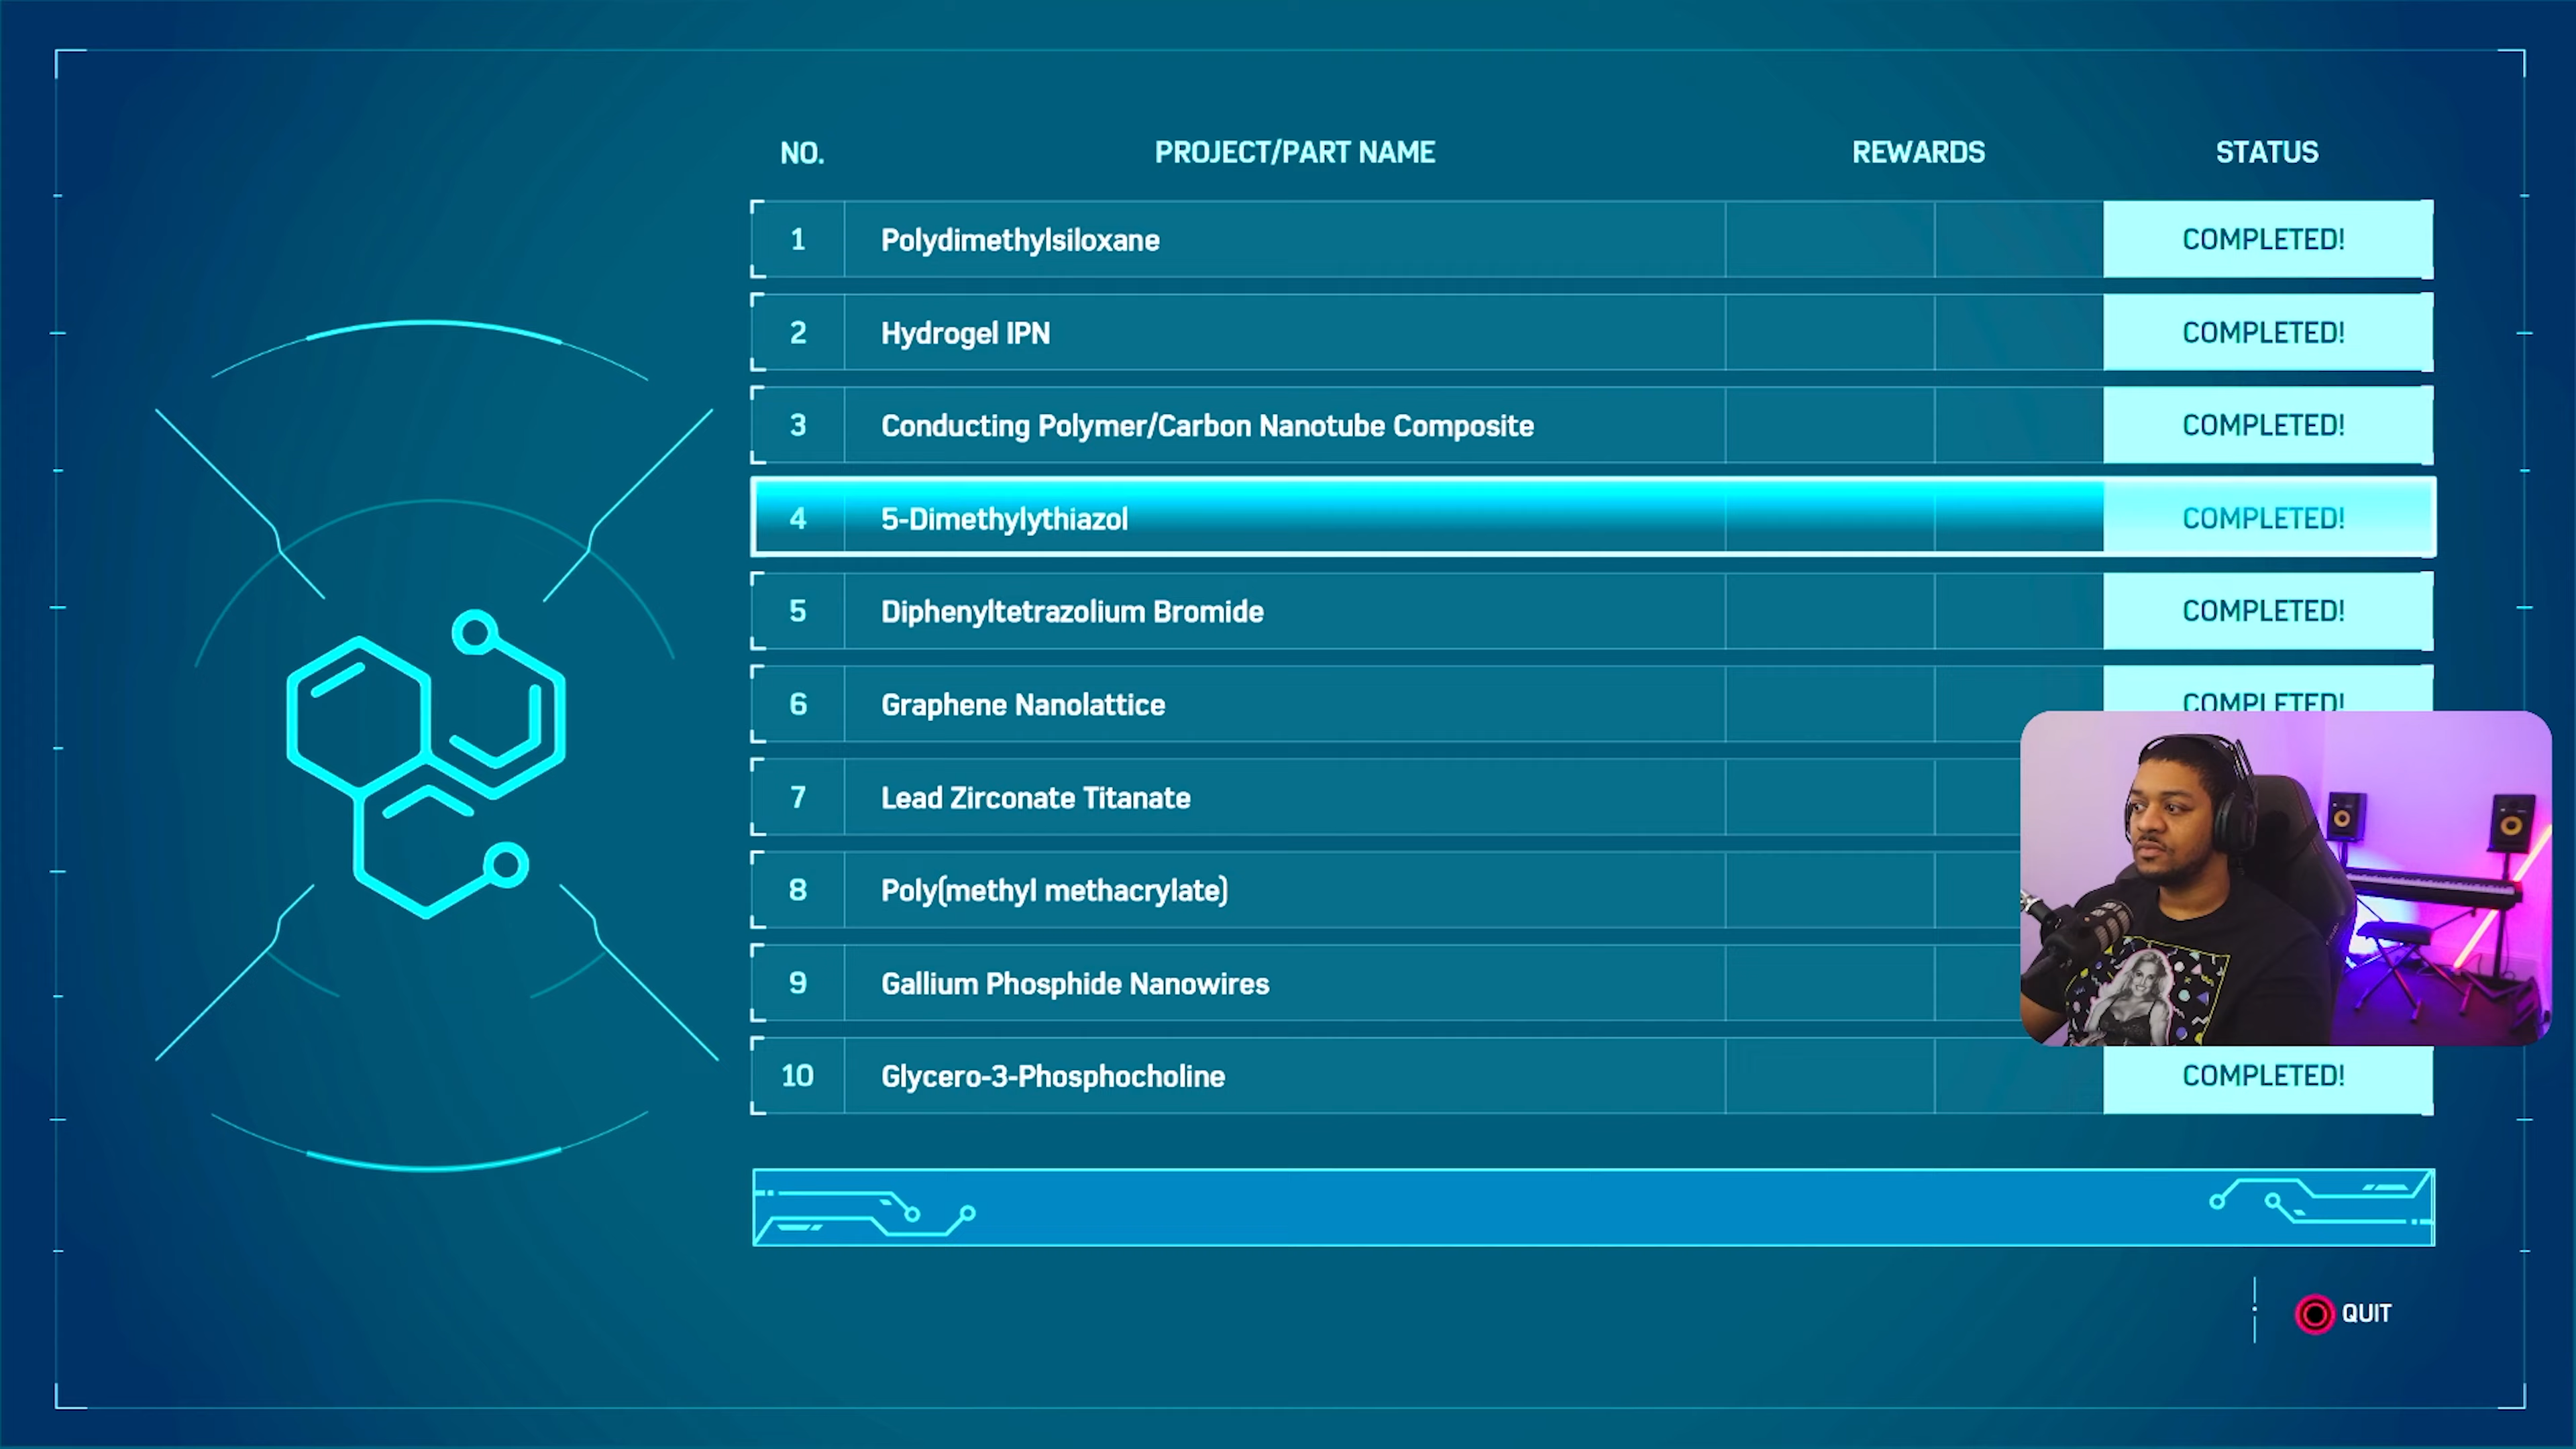 NO. PROJECT/PART NAME REWARDS STATUS
1 Polydimethylsiloxane COMPLETED!
2 Hydrogel IPN COMPLETED!
3 Conducting Polymer/Carbon Nanotube Composite COMPLETED!
4 5-Dimethylythiazol COMPLETED!
5 Diphenyltetrazolium Bromide COMPLETED!
6 Graphene Nanolattice COMPLETED!
7 Lead Zirconate Titanate
8 Poly(methyl methacrylate)
9 Gallium Phosphide Nanowires
10 Glycero-3-Phosphocholine COMPLETED!
QUIT